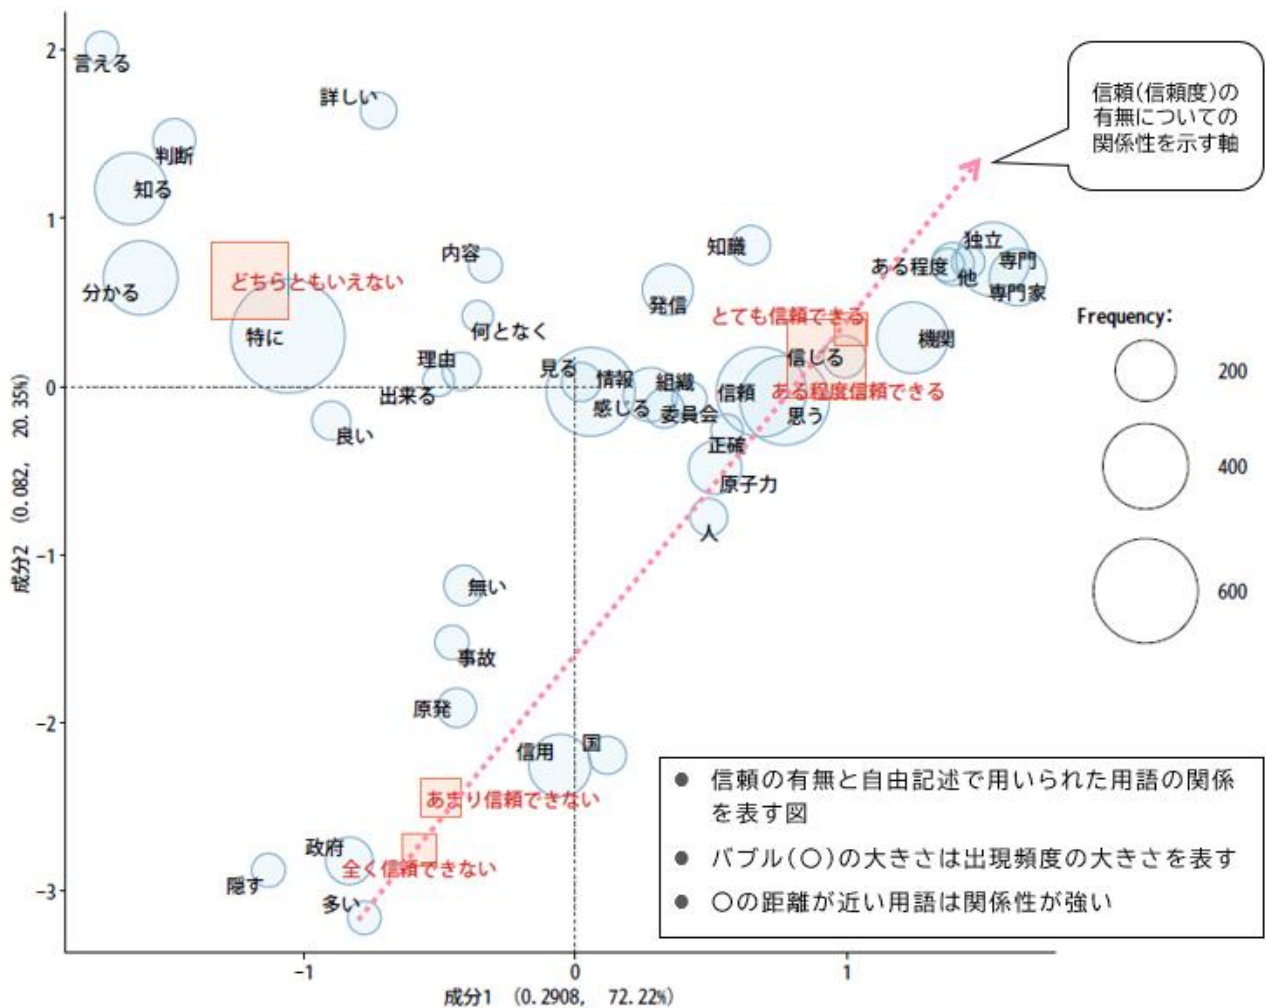 2
1
0
-1
-2
-3
成分2 (0.082, 20.35%)
言える
詳しい
判断
知る
分かる
どちらともいえない
特に
内容
何となく
理由
出来る
良い
見る
情報
感じる
組織
委員会
知識
発信
信頼
正確
原子力
人
とても信頼できる
信じる
ある程度信頼できる
思う
機関
ある程度
独立
他
専門
専門家
無い
事故
原発
信用
国
あまり信頼できない
政府
全く信頼できない
隠す
多い
-1
0
1
成分1 (0.2908, 72.22%)
信頼(信頼度)の
有無についての
関係性を示す軸
Frequency:
200
400
600
● 信頼の有無と自由記述で用いられた用語の関係
を表す図
● バブル(〇)の大きさは出現頻度の大きさを表す
● 〇の距離が近い用語は関係性が強い